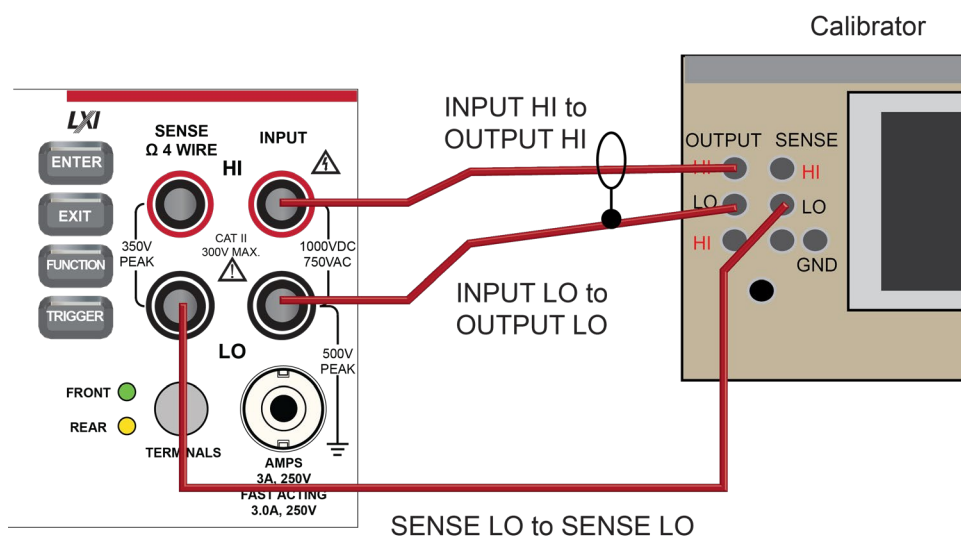 Calibrator
LXI
ENTER
EXIT
FUNCTION
TRIGGER
SENSE
Ω 4 WIRE
INPUT
HI
350V
PEAK
CAT II
300V MAX.
1000VDC
750VAC
LO
500V
PEAK
FRONT
REAR
TERMINALS
AMPS
3A, 250V
FAST ACTING
3.0A, 250V
INPUT HI to
OUTPUT HI
INPUT LO to
OUTPUT LO
SENSE LO to SENSE LO
OUTPUT SENSE
HI HI
LO LO
HI
GND